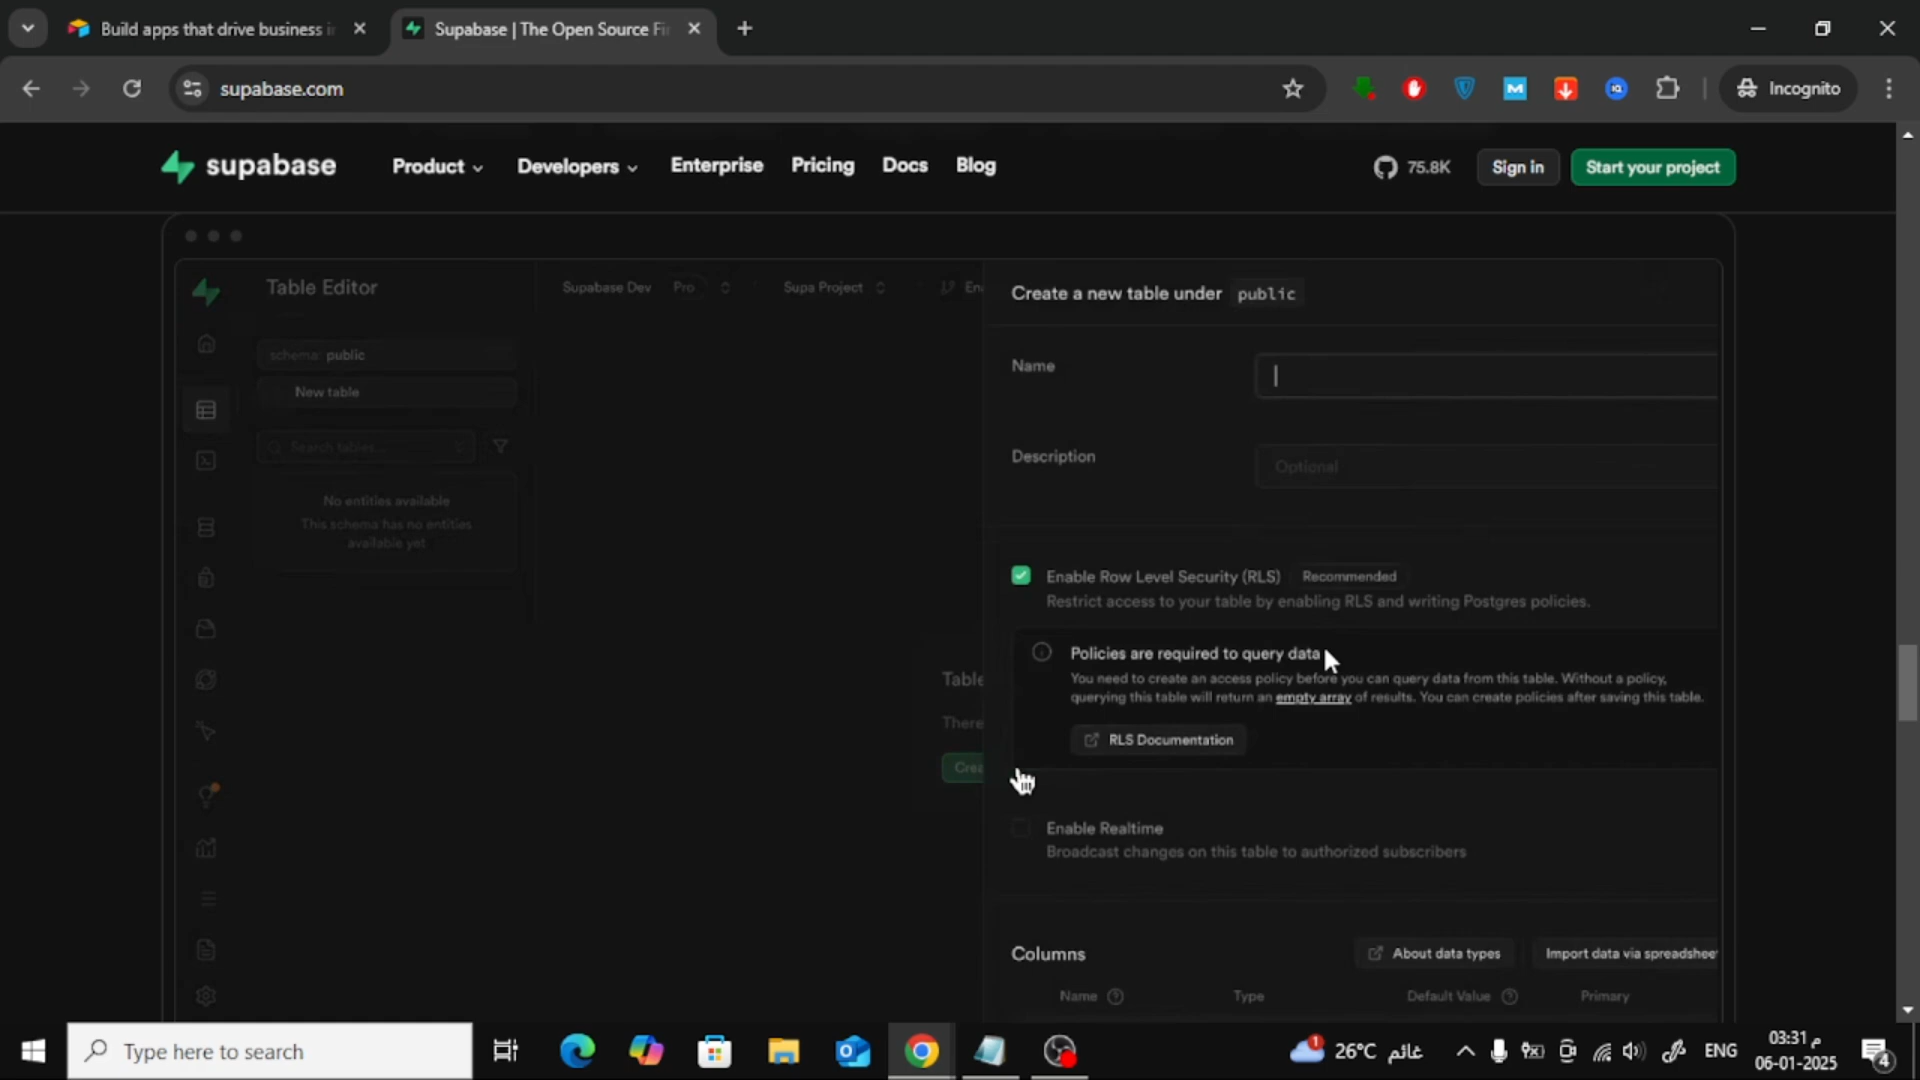 Build apps that drive business i
Supabase | The Open Source Fi
supabase.com
Incognito
supabase
Product
Developers
Enterprise
Pricing
Docs
Blog
75.8K
Sign in
Start your project
Table Editor
Supabase Dev
Pro
Supa Project
En
Create a new table under public
schema: public
New table
Search tables...
No entities available
This schema has no entities
available yet
Name
Description
Optional
Enable Row Level Security (RLS)
Recommended
Restrict access to your table by enabling RLS and writing Postgres policies.
Policies are required to query data
You need to create an access policy before you can query data from this table. Without a policy,
querying this table will return an empty array of results. You can create policies after saving this table.
RLS Documentation
Table
There
Crea
Enable Realtime
Broadcast changes on this table to authorized subscribers
Columns
About data types
Import data via spreadsheet
Name
Type
Default Value
Primary
Type here to search
1
26°C غائم
ENG
03:31 م
06-01-2025
4